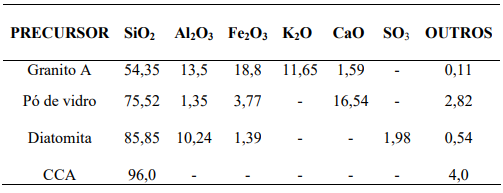 PRECURSOR SiO2 Al2O3 Fe2O3 K2O CaO SO3 OUTROS
Granito A 54,35 13,5 18,8 11,65 1,59 - 0,11
Pó de vidro 75,52 1,35 3,77 - 16,54 - 2,82
Diatomita 85,85 10,24 1,39 - - 1,98 0,54
CCA 96,0 - - - - - 4,0